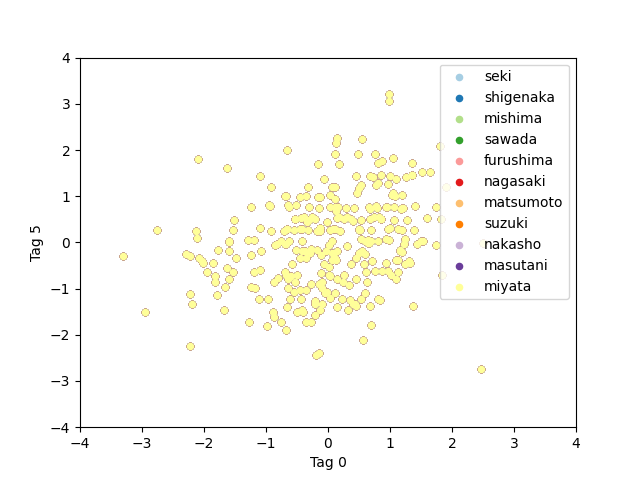 4
3
2
1
0
−1
−2
−3
−4
Tag 5
−4
−3
−2
−1
0
1
2
3
4
Tag 0
seki
shigenaka
mishima
sawada
furushima
nagasaki
matsumoto
suzuki
nakasho
masutani
miyata